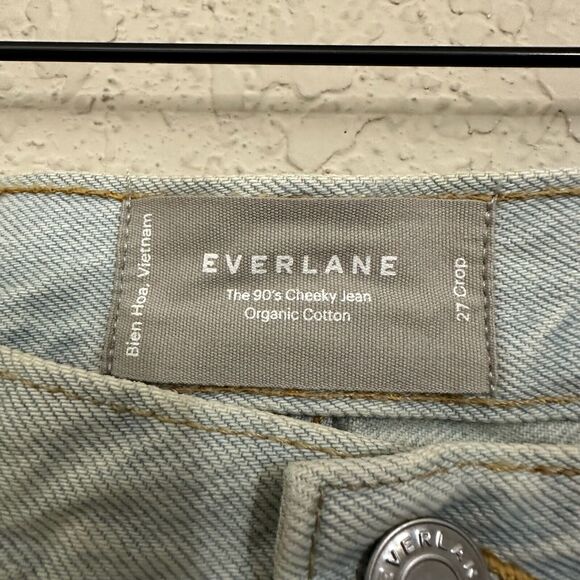 Bien Hoa, Vietnam
EVERLANE
The 90's Cheeky Jean
Organic Cotton
27 Crop
EVERLANE